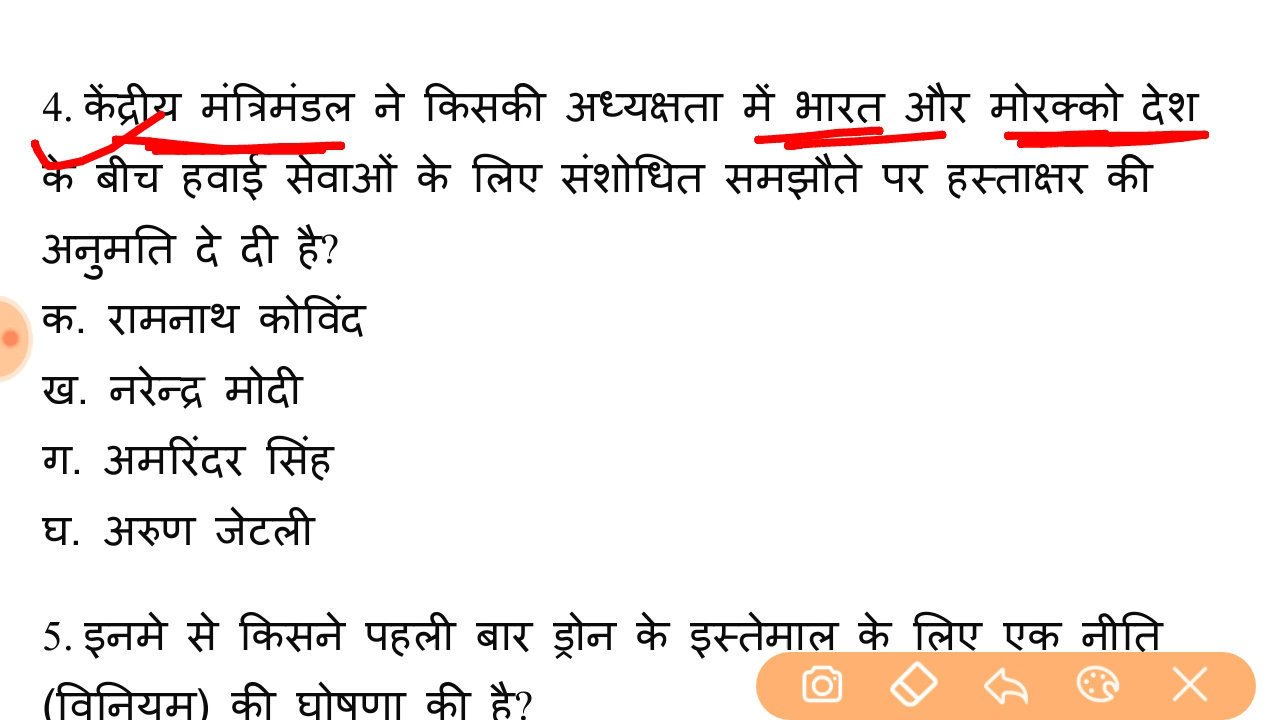 4. केंद्रीय मंत्रिमंडल ने किसकी अध्यक्षता में भारत और मोरक्को देश
के बीच हवाई सेवाओं के लिए संशोधित समझौते पर हस्ताक्षर की
अनुमति दे दी है?
क. रामनाथ कोविंद
ख. नरेन्द्र मोदी
ग. अमरिंदर सिंह
घ. अरुण जेटली
5. इनमे से किसने पहली बार ड्रोन के इस्तेमाल के लिए एक नीति
(विनियम) की घोषणा की है?